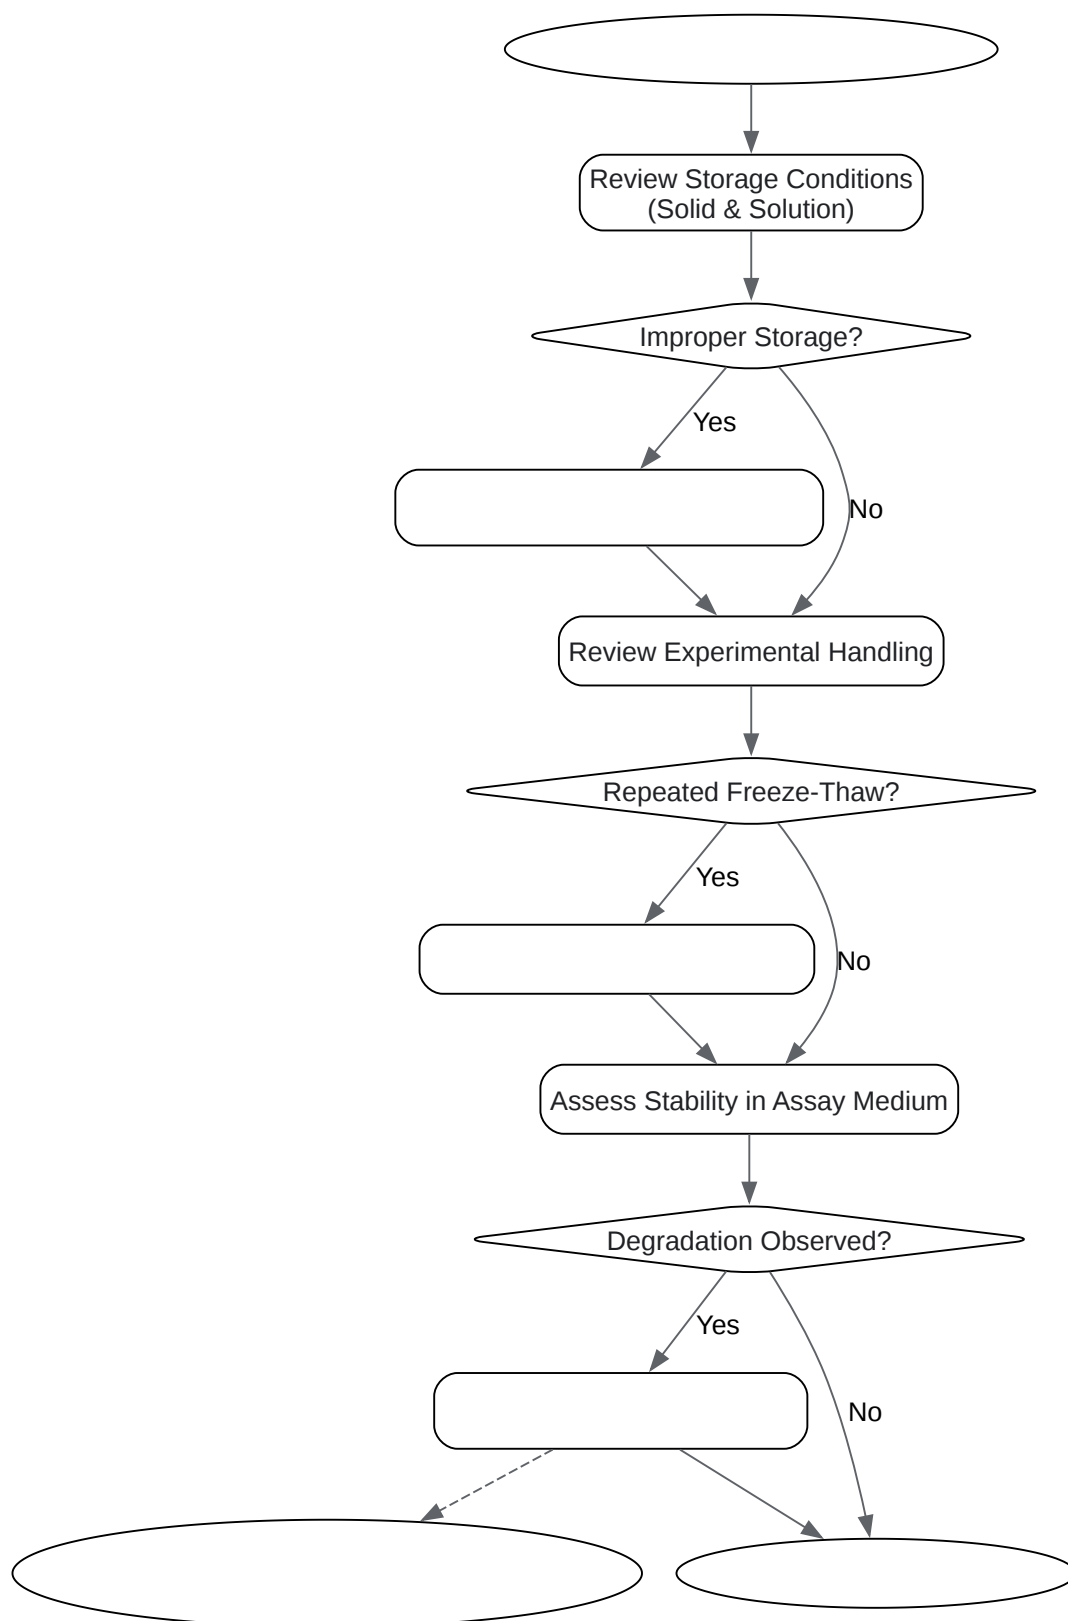 Review Storage Conditions
(Solid & Solution)
Improper Storage?
Yes
No
Review Experimental Handling
Repeated Freeze-Thaw?
Yes
No
Assess Stability in Assay Medium
Degradation Observed?
Yes
No